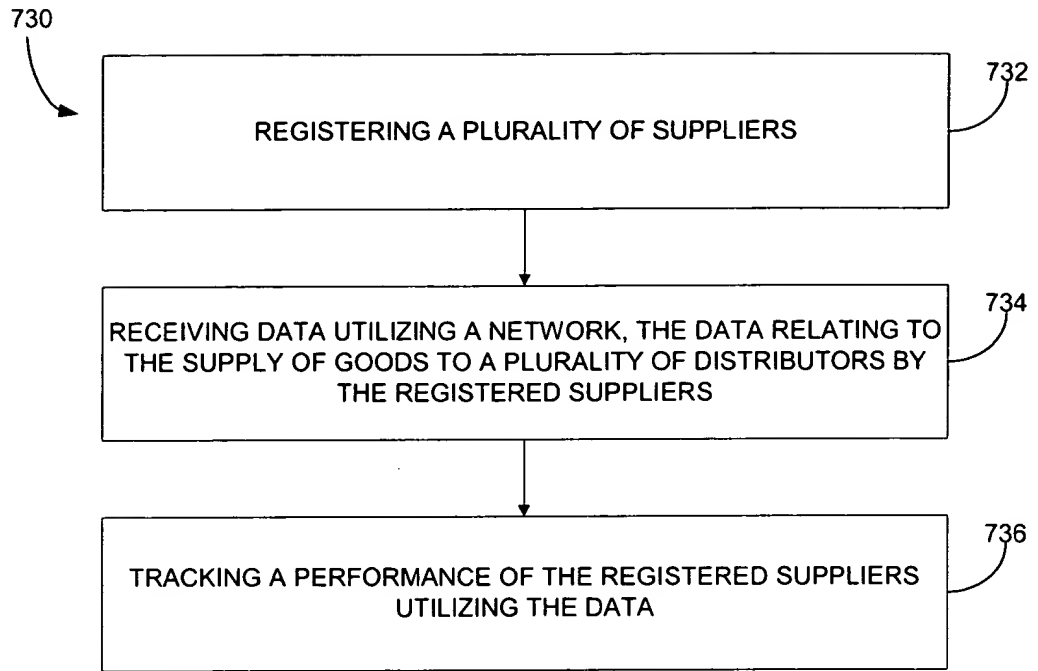 730
732
REGISTERING A PLURALITY OF SUPPLIERS
734
RECEIVING DATA UTILIZING A NETWORK, THE DATA RELATING TO
THE SUPPLY OF GOODS TO A PLURALITY OF DISTRIBUTORS BY
THE REGISTERED SUPPLIERS
736
TRACKING A PERFORMANCE OF THE REGISTERED SUPPLIERS
UTILIZING THE DATA